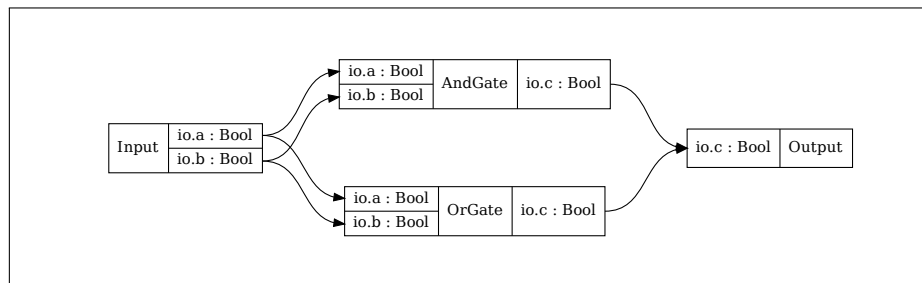 Input
io.a : Bool
io.b : Bool
io.a : Bool
io.b : Bool
AndGate
io.c : Bool
io.a : Bool
io.b : Bool
OrGate
io.c : Bool
io.c : Bool
Output